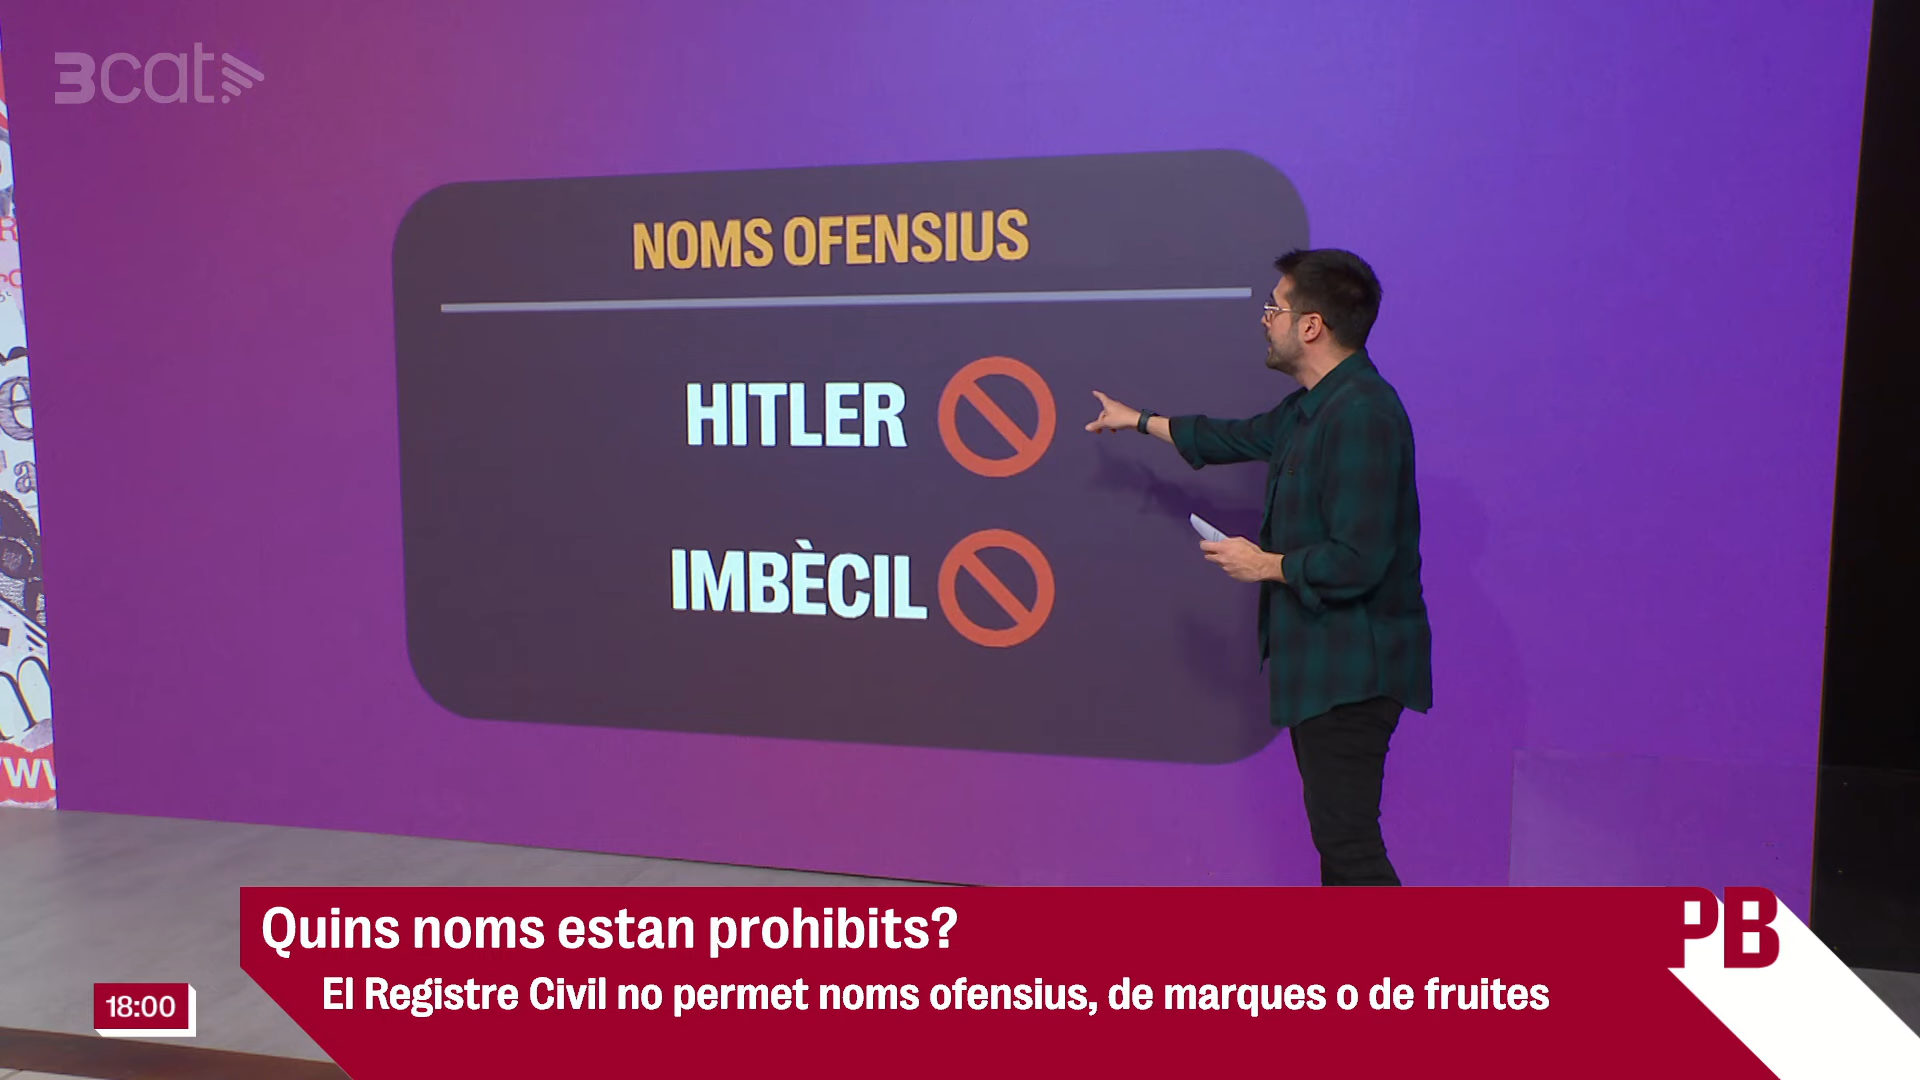 3cat
NOMS OFENSIUS
HITLER
IMBÈCIL
Quins noms estan prohibits?
PB
El Registre Civil no permet noms ofensius, de marques o de fruites
18:00